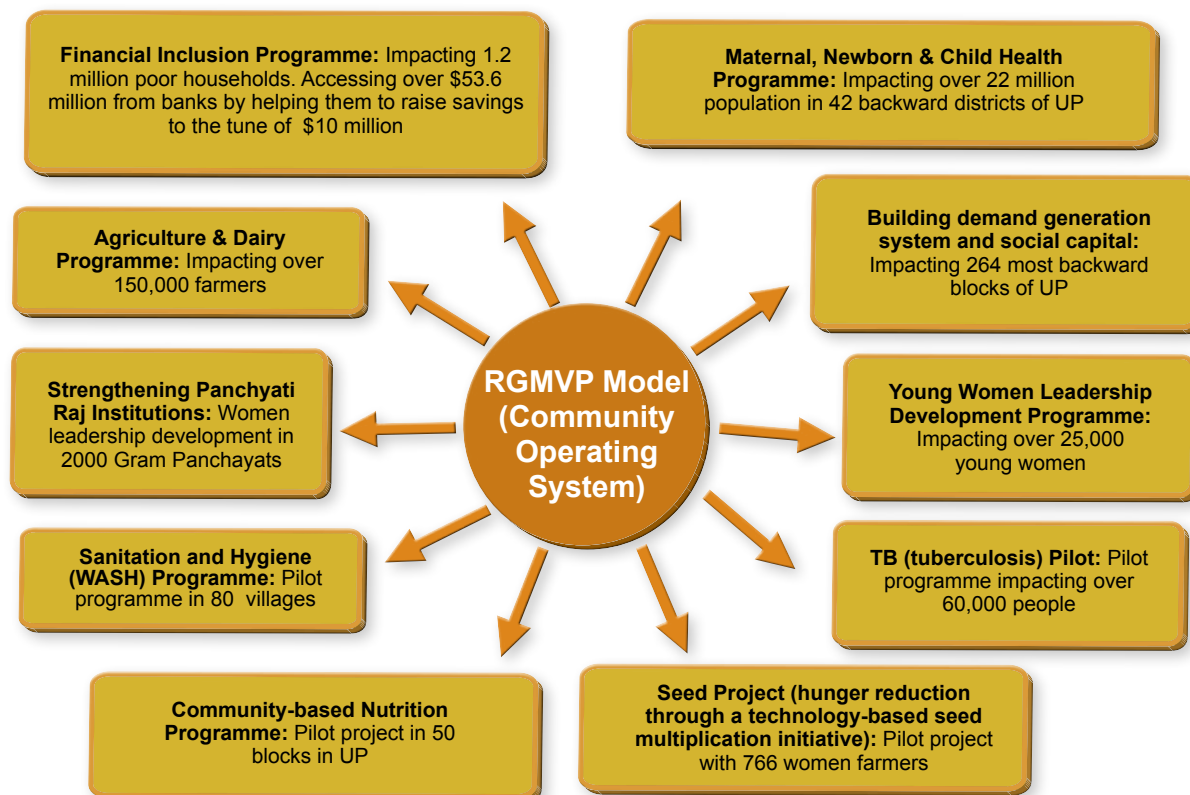 Financial Inclusion Programme: Impacting 1.2
million poor households. Accessing over $53.6
million from banks by helping them to raise savings
to the tune of $10 million
Maternal, Newborn & Child Health
Programme: Impacting over 22 million
population in 42 backward districts of UP
Agriculture & Dairy
Programme: Impacting over
150,000 farmers
Building demand generation
system and social capital:
Impacting 264 most backward
blocks of UP
RGMVP Model
(Community
Operating
System)
Strengthening Panchyati
Raj Institutions: Women
leadership development in
2000 Gram Panchayats
Young Women Leadership
Development Programme:
Impacting over 25,000
young women
Sanitation and Hygiene
(WASH) Programme: Pilot
programme in 80 villages
TB (tuberculosis) Pilot: Pilot
programme impacting over
60,000 people
Community-based Nutrition
Programme: Pilot project in 50
blocks in UP
Seed Project (hunger reduction
through a technology-based seed
multiplication initiative): Pilot project
with 766 women farmers